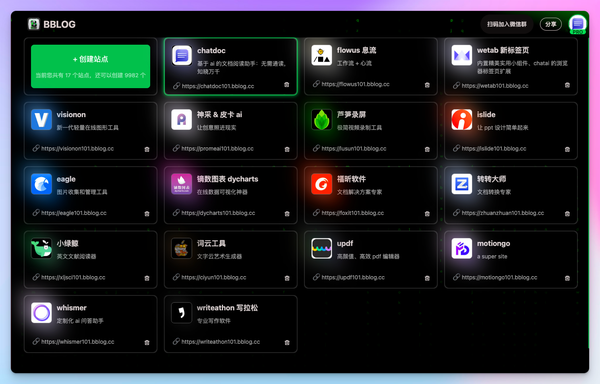 BBLOG
扫码加入微信群
分享
+ 创建站点
当前您共有 17 个站点，还可以创建 9982 个
chatdoc
基于 ai 的文档阅读助手：无需通读，
知晓万千
https://chatdoc101.bblog.cc
flowus 息流
工作流 + 心流
https://flowus101.bblog.cc
wetab 新标签页
内置精美实用小组件、chatai 的浏览
器标签页扩展
https://wetab101.bblog.cc
visionon
新一代轻量在线图形工具
https://visionon101.bblog.cc
神采 & 皮卡 ai
让创意照进现实
https://promeai101.bblog.cc
芦笋录屏
极简视频录制工具
https://lusun101.bblog.cc
islide
让 ppt 设计简单起来
https://islide101.bblog.cc
eagle
图片收集和管理工具
https://eagle101.bblog.cc
镝数图表 dycharts
在线数据可视化神器
https://dycharts101.bblog.cc
福昕软件
文档解决方案专家
https://foxit101.bblog.cc
转转大师
文档转换专家
https://zhuanzhuan101.bblog.cc
小绿鲸
英文文献阅读器
https://xljsci101.bblog.cc
词云工具
文字云艺术生成器
https://ciyun101.bblog.cc
updf
高颜值、高效 pdf 编辑器
https://updf101.bblog.cc
motiongo
a super site
https://motiongo101.bblog.cc
whismer
定制化 ai 问答助手
https://whismer101.bblog.cc
writeathon 写拉松
专业写作软件
https://writeathon101.bblog.cc